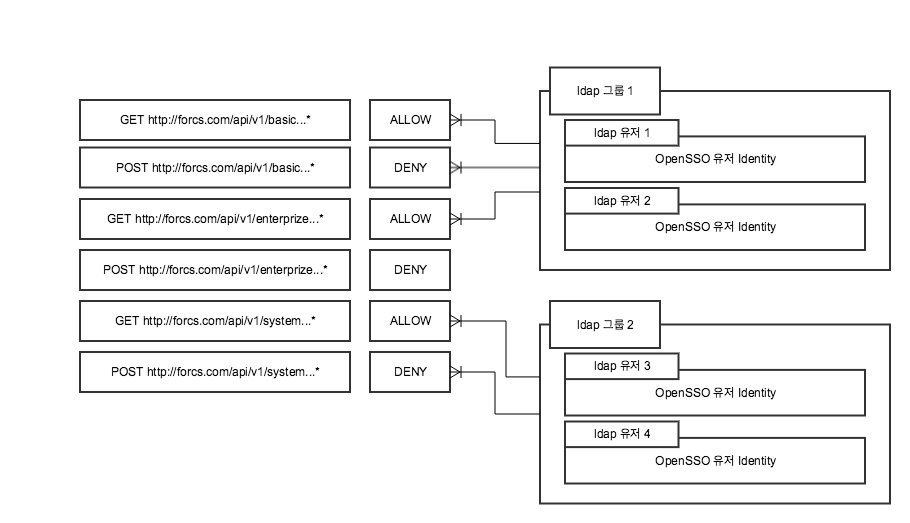 GET http://forcs.com/api/v1/basic...*
ALLOW
POST http://forcs.com/api/v1/basic...*
DENY
GET http://forcs.com/api/v1/enterprize...*
ALLOW
POST http://forcs.com/api/v1/enterprize...*
DENY
GET http://forcs.com/api/v1/system...*
ALLOW
POST http://forcs.com/api/v1/system...*
DENY
ldap 그룹 1
ldap 유저 1
OpenSSO 유저 Identity
ldap 유저 2
OpenSSO 유저 Identity
ldap 그룹 2
ldap 유저 3
OpenSSO 유저 Identity
ldap 유저 4
OpenSSO 유저 Identity